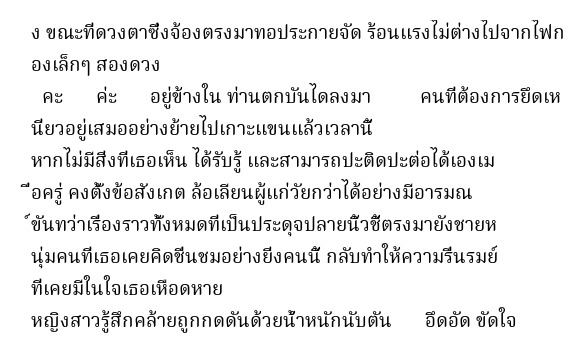 ง ขณะที่ดวงตาซึ่งจ้องตรงมาทอประกายจัด ร้อนแรงไม่ต่างไปจากไฟก
องเล็กๆ สองดวง
คะ ค่ะ อยู่ข้างใน ท่านตกบันไดลงมา คนที่ต้องการยึดเห
นียวอยู่เสมออย่างย้ายไปเกาะแขนแล้วเวลานี้
หากไม่มีสิ่งที่เธอเห็น ได้รับรู้ และสามารถปะติดปะต่อได้เองเม
ื่อครู่ คงตั้งข้อสังเกต ล้อเลียนผู้แก่วัยกว่าได้อย่างมีอารมณ
์ขันทว่าเรื่องราวทั้งหมดที่เป็นประดุจปลายนิ้วชี้ตรงมายังชายห
นุ่มคนที่เธอเคยคิดชื่นชมอย่างยิ่งคนนี้ กลับทำให้ความรื่นรมย์
ที่เคยมีในใจเธอเหือดหาย
หญิงสาวรู้สึกคล้ายถูกกดดันด้วยน้ำหนักนับตัน อึดอัด ขัดใจ